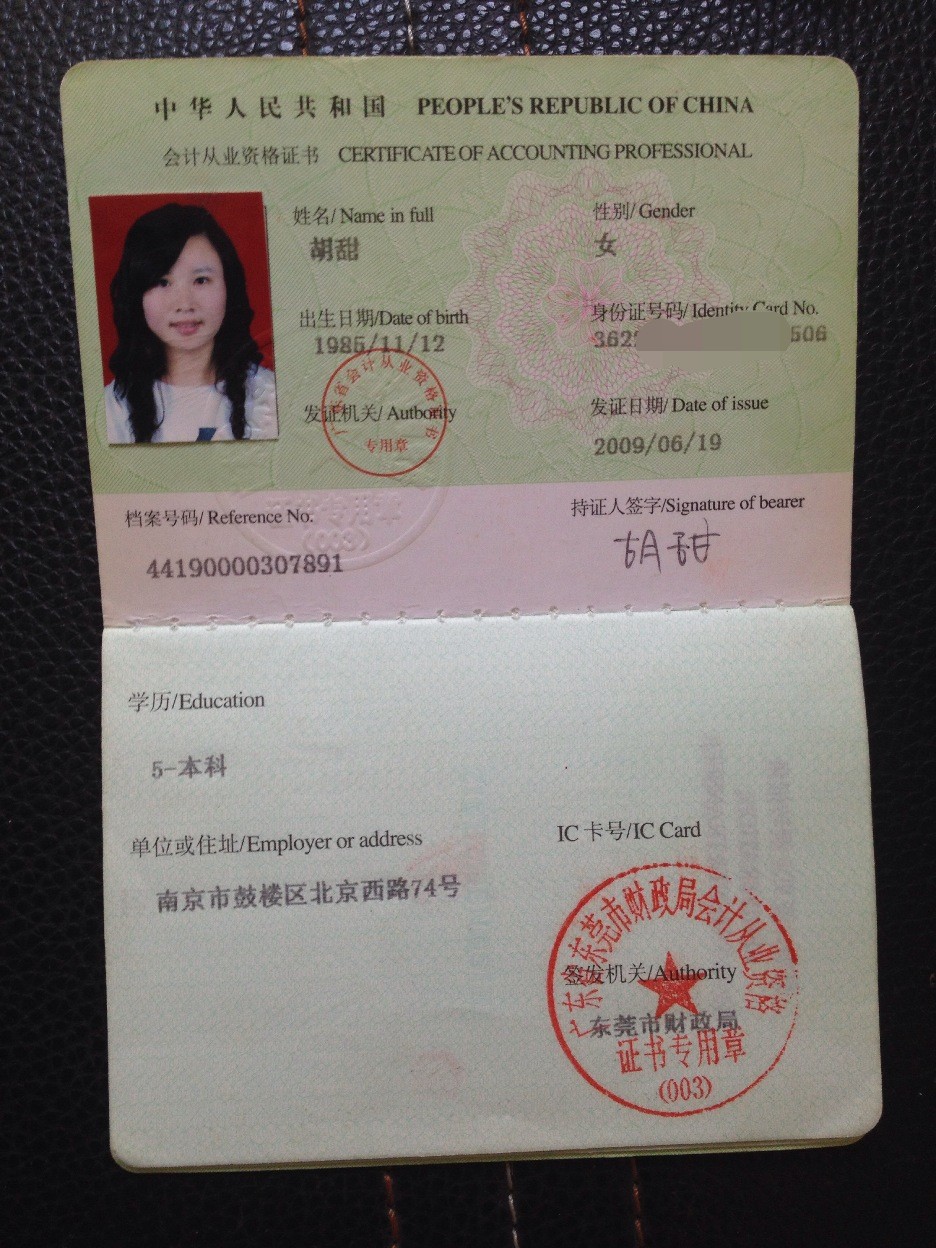 中华人民共和国 PEOPLE'S REPUBLIC OF CHINA
会计从业资格证书 CERTIFICATE OF ACCOUNTING PROFESSIONAL
姓名/ Name in full
性别/ Gender
胡甜
女
出生日期/Date of birth
身份证号码/ Identity Card No.
1985/11/12
362 506
发证机关/ Authority
发证日期/ Date of issue
2009/06/19
省会计从业资格证书
专用章
档案号码/ Reference No.
持证人签字/Signature of bearer
44190000307891
胡甜
(003)
学历/Education
5-本科
单位或住址/Employer or address
IC 卡号/IC Card
南京市鼓楼区北京西路74号
签发机关/Authority
东莞市财政局
广东省东莞市财政局会计从业资格
证书专用章
(003)